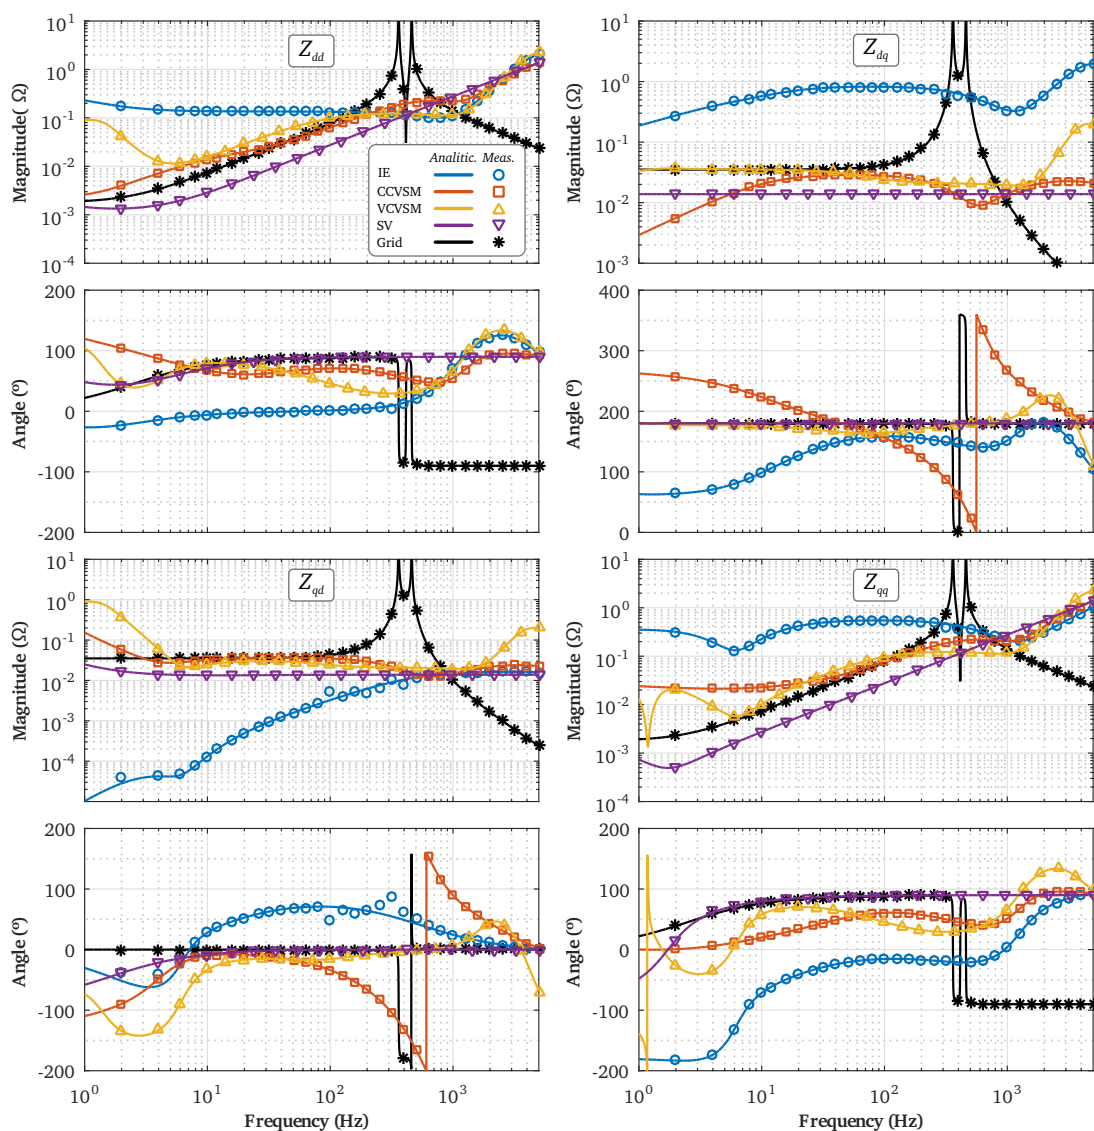 10^1
10^0
10^-1
10^-2
10^-3
10^-4
Magnitude( Ω)
Z_dd
Analitic. Meas.
IE
CCVSM
VCVSM
SV
Grid
10^1
10^0
10^-1
10^-2
10^-3
Magnitude (Ω)
Z_dq
200
100
0
-100
-200
Angle (º)
400
300
200
100
0
Angle (º)
10^1
10^0
10^-1
10^-2
10^-3
10^-4
Magnitude (Ω)
Z_qd
10^1
10^0
10^-1
10^-2
10^-3
10^-4
Magnitude (Ω)
Z_qq
200
100
0
-100
-200
Angle (º)
10^0
10^1
10^2
10^3
Frequency (Hz)
200
100
0
-100
-200
Angle (º)
10^0
10^1
10^2
10^3
Frequency (Hz)